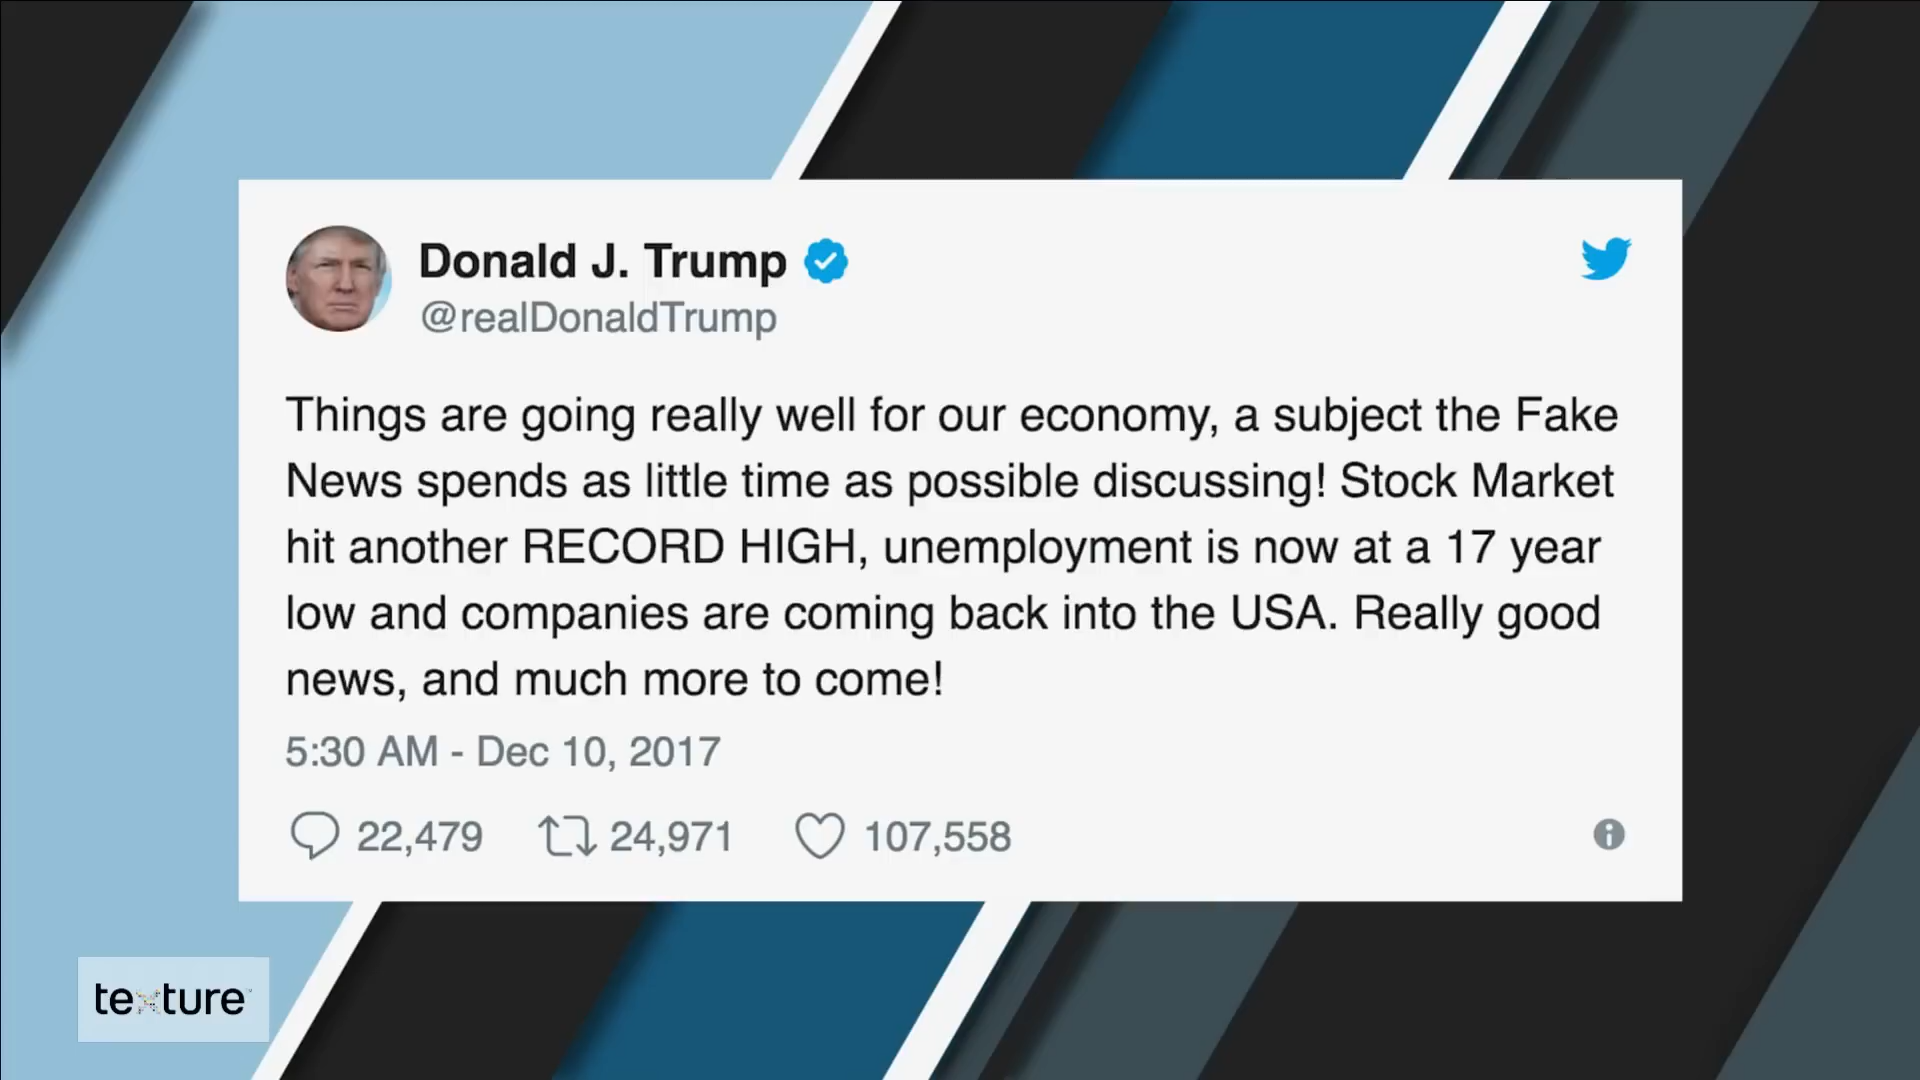 Donald J. Trump
@realDonaldTrump
Things are going really well for our economy, a subject the Fake
News spends as little time as possible discussing! Stock Market
hit another RECORD HIGH, unemployment is now at a 17 year
low and companies are coming back into the USA. Really good
news, and much more to come!
5:30 AM - Dec 10, 2017
22,479 24,971 107,558
texture